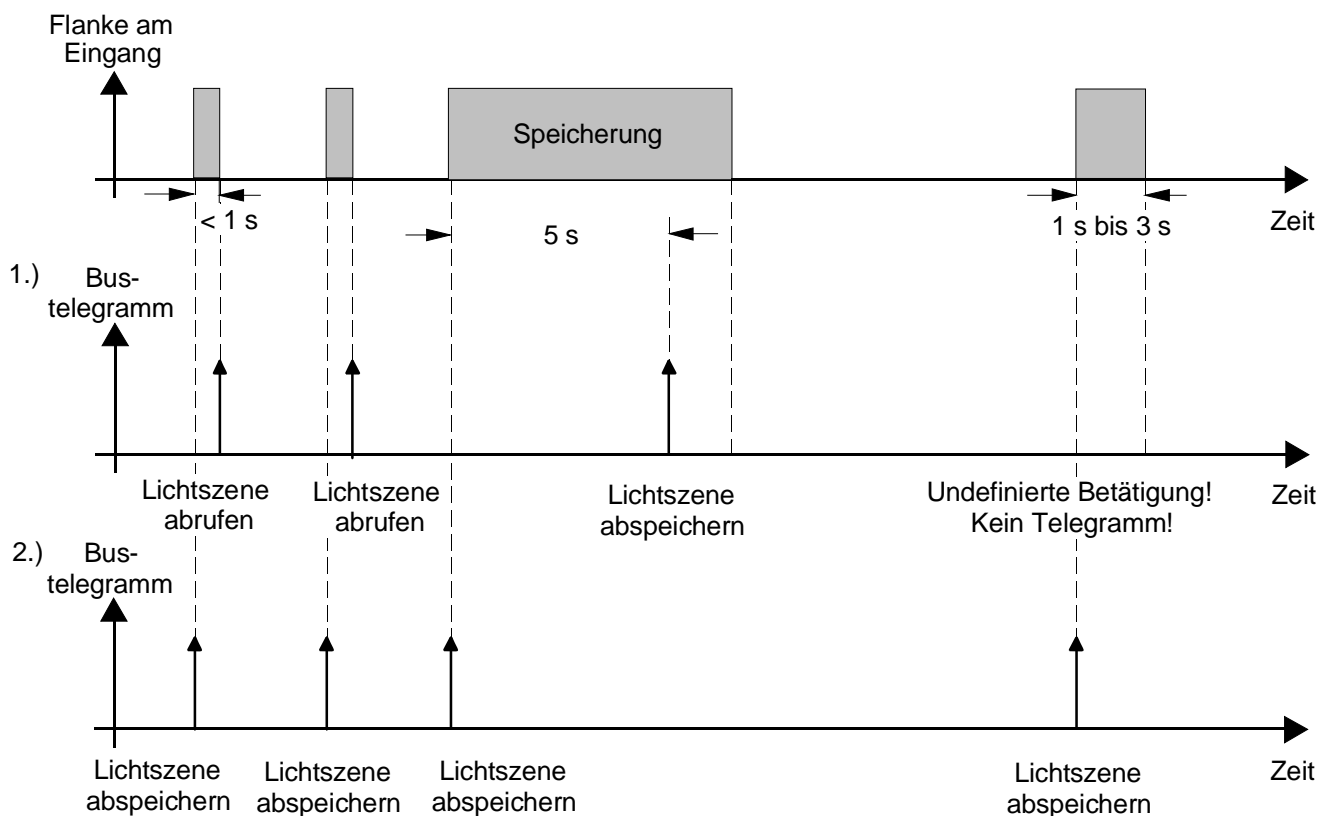 Flanke am
Eingang
Speicherung
< 1 s
5 s
1 s bis 3 s
Zeit
1.) Bus-
telegramm
Lichtszene
abrufen
Lichtszene
abrufen
Lichtszene
abspeichern
Undefinierte Betätigung!
Kein Telegramm!
Zeit
2.) Bus-
telegramm
Lichtszene
abspeichern
Lichtszene
abspeichern
Lichtszene
abspeichern
Lichtszene
abspeichern
Zeit